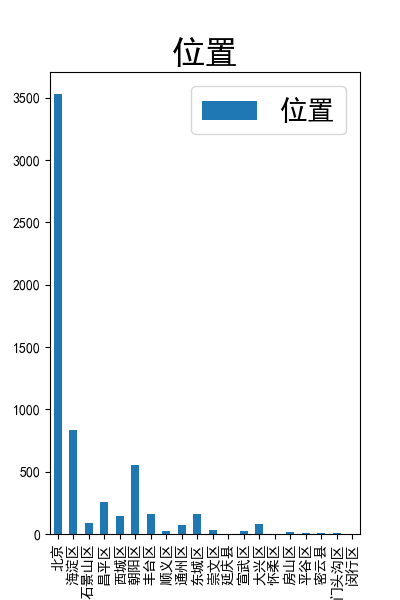 位置
位置
3500
3000
2500
2000
1500
1000
500
0
北京
海淀区
石景山区
昌平区
西城区
朝阳区
丰台区
顺义区
通州区
东城区
崇文区
延庆县
宣武区
大兴区
怀柔区
房山区
平谷区
密云县
门头沟区
闵行区